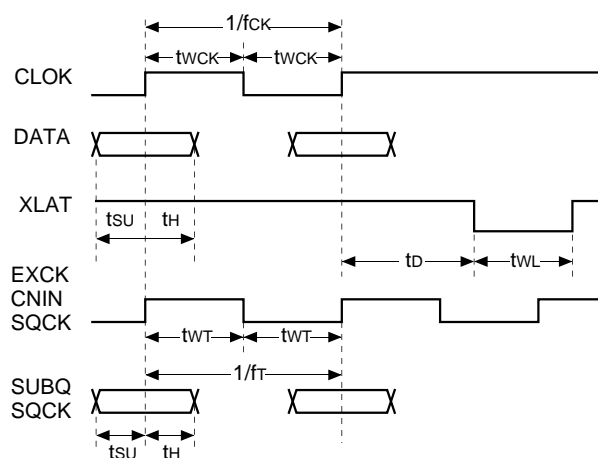 1/fCK
tWCK tWCK
CLOK
DATA
XLAT
tSU tH
tD tWL
EXCK
CNIN
SQCK
tWT tWT
1/fT
SUBQ
SQCK
tSU tH